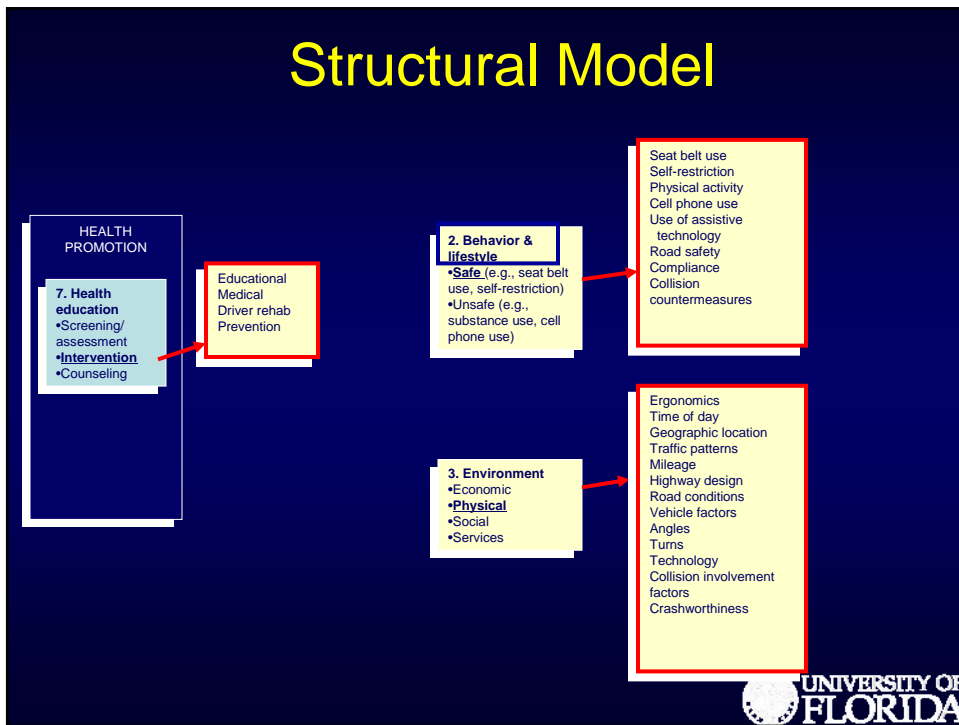 Structural Model
HEALTH
PROMOTION
7. Health
education
•Screening/
assessment
•Intervention
•Counseling
Educational
Medical
Driver rehab
Prevention
2. Behavior &
lifestyle
•Safe (e.g., seat belt
use, self-restriction)
•Unsafe (e.g.,
substance use, cell
phone use)
Seat belt use
Self-restriction
Physical activity
Cell phone use
Use of assistive
technology
Road safety
Compliance
Collision
countermeasures
3. Environment
•Economic
•Physical
•Social
•Services
Ergonomics
Time of day
Geographic location
Traffic patterns
Mileage
Highway design
Road conditions
Vehicle factors
Angles
Turns
Technology
Collision involvement
factors
Crashworthiness
UNIVERSITY OF
FLORIDA